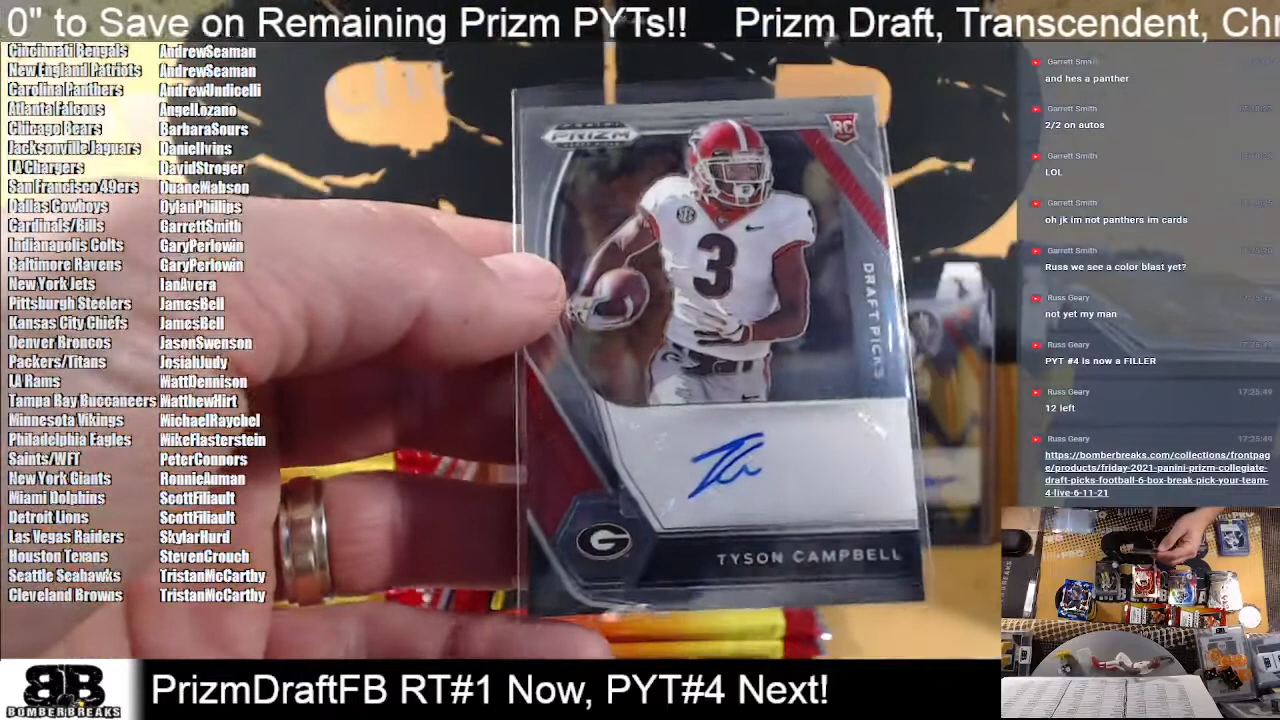 0" to Save on Remaining Prizm PYTs!! Prizm Draft, Transcendent, Chr
Cincinnati Bengals AndrewSeaman
New England Patriots AndrewSeaman
Carolina Panthers AndrewUndicelli
Atlanta Falcons AngelLozano
Chicago Bears BarbaraSours
Jacksonville Jaguars DanielIvins
LA Chargers DavidStroger
San Francisco 49ers DuaneMabson
Dallas Cowboys DylanPhillips
Cardinals/Bills GarrettSmith
Indianapolis Colts GaryPerlowin
Baltimore Ravens GaryPerlowin
New York Jets IanAvera
Pittsburgh Steelers JamesBell
Kansas City Chiefs JamesBell
Denver Broncos JasonSwenson
Packers/Titans JosiahJudy
LA Rams MattDennison
Tampa Bay Buccaneers MatthewHirt
Minnesota Vikings MichaelRaychel
Philadelphia Eagles MikeFlasterstein
Saints/WFT PeterConnors
New York Giants RonnieAuman
Miami Dolphins ScottFiliault
Detroit Lions ScottFiliault
Las Vegas Raiders SkylarHurd
Houston Texans StevenCrouch
Seattle Seahawks TristanMcCarthy
Cleveland Browns TristanMcCarthy
PRIZM
RC
SEC
3
3
DRAFT PICKS
G
TYSON CAMPBELL
Garrett Smith
and hes a panther
Garrett Smith
2/2 on autos
Garrett Smith
LOL
Garrett Smith
oh jk im not panthers im cards
Garrett Smith
Russ we see a color blast yet?
Russ Geary
not yet my man
Russ Geary
PYT #4 is now a FILLER
Russ Geary 17:25:49
12 left
Russ Geary 17:25:49
https://bomberbreaks.com/collections/frontpag
e/products/friday-2021-panini-prizm-collegiate-
draft-picks-football-6-box-break-pick-your-team-
4-live-6-11-21
BB
BOMBERBREAKS
PrizmDraftFB RT#1 Now, PYT#4 Next!